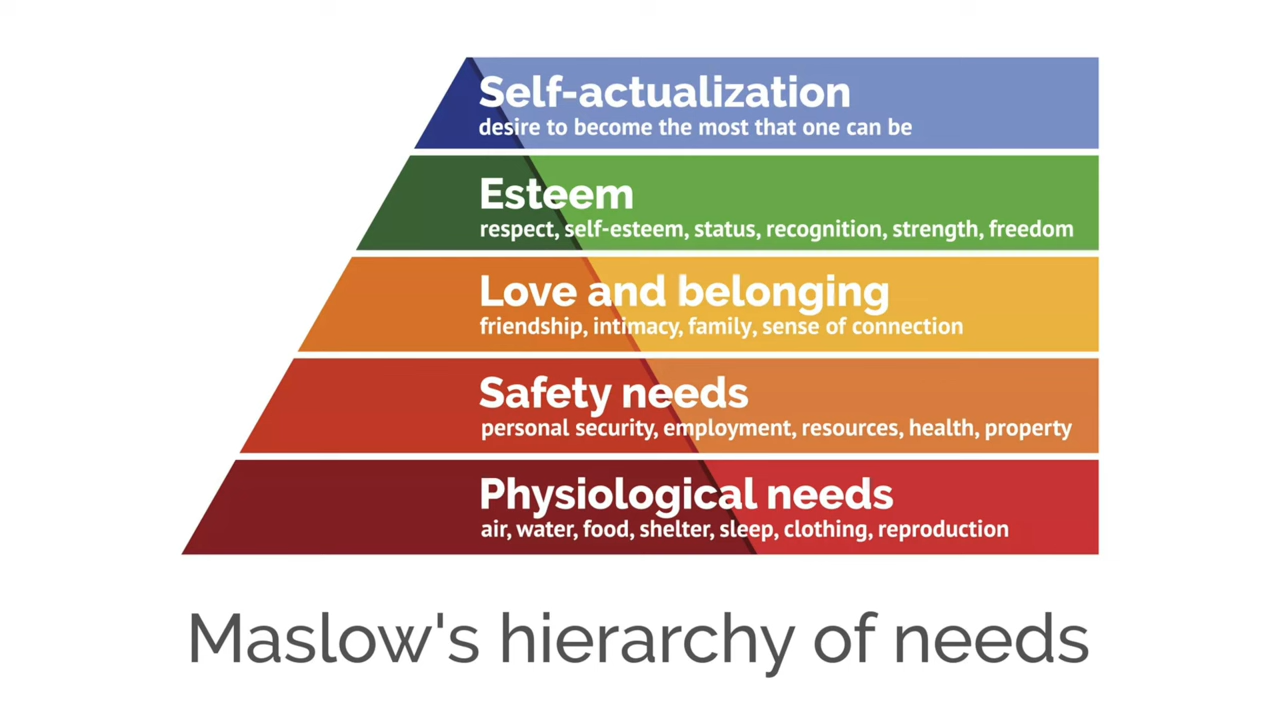 Self-actualization
desire to become the most that one can be
Esteem
respect, self-esteem, status, recognition, strength, freedom
Love and belonging
friendship, intimacy, family, sense of connection
Safety needs
personal security, employment, resources, health, property
Physiological needs
air, water, food, shelter, sleep, clothing, reproduction
Maslow's hierarchy of needs